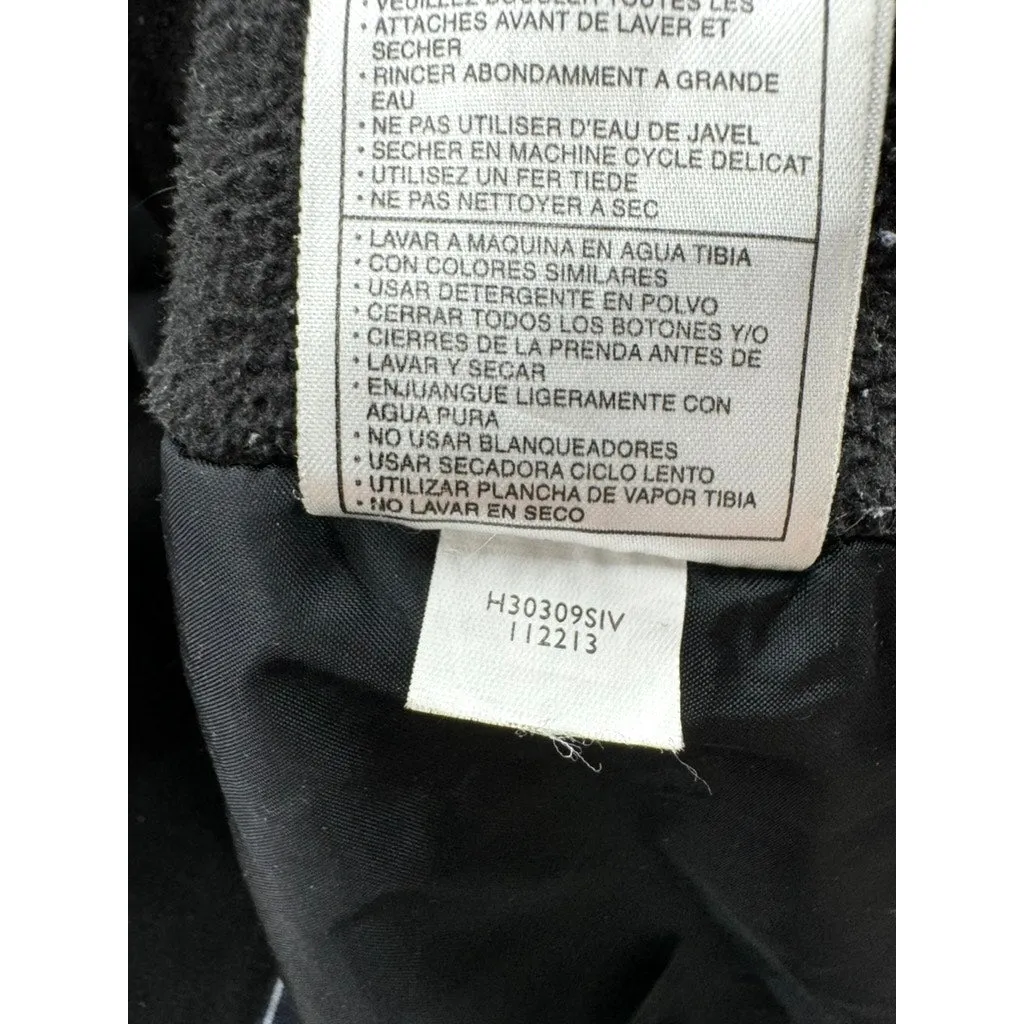 • VEUILLEZ BOUCLER TOUTES LES
• ATTACHES AVANT DE LAVER ET
SECHER
• RINCER ABONDAMMENT A GRANDE
EAU
• NE PAS UTILISER D'EAU DE JAVEL
• SECHER EN MACHINE CYCLE DELICAT
• UTILISEZ UN FER TIEDE
• NE PAS NETTOYER A SEC
• LAVAR A MAQUINA EN AGUA TIBIA
• CON COLORES SIMILARES
• USAR DETERGENTE EN POLVO
• CERRAR TODOS LOS BOTONES Y/O
• CIERRES DE LA PRENDA ANTES DE
• LAVAR Y SECAR
• ENJUANGUE LIGERAMENTE CON
AGUA PURA
• NO USAR BLANQUEADORES
• USAR SECADORA CICLO LENTO
• UTILIZAR PLANCHA DE VAPOR TIBIA
• NO LAVAR EN SECO
H30309SIV
112213